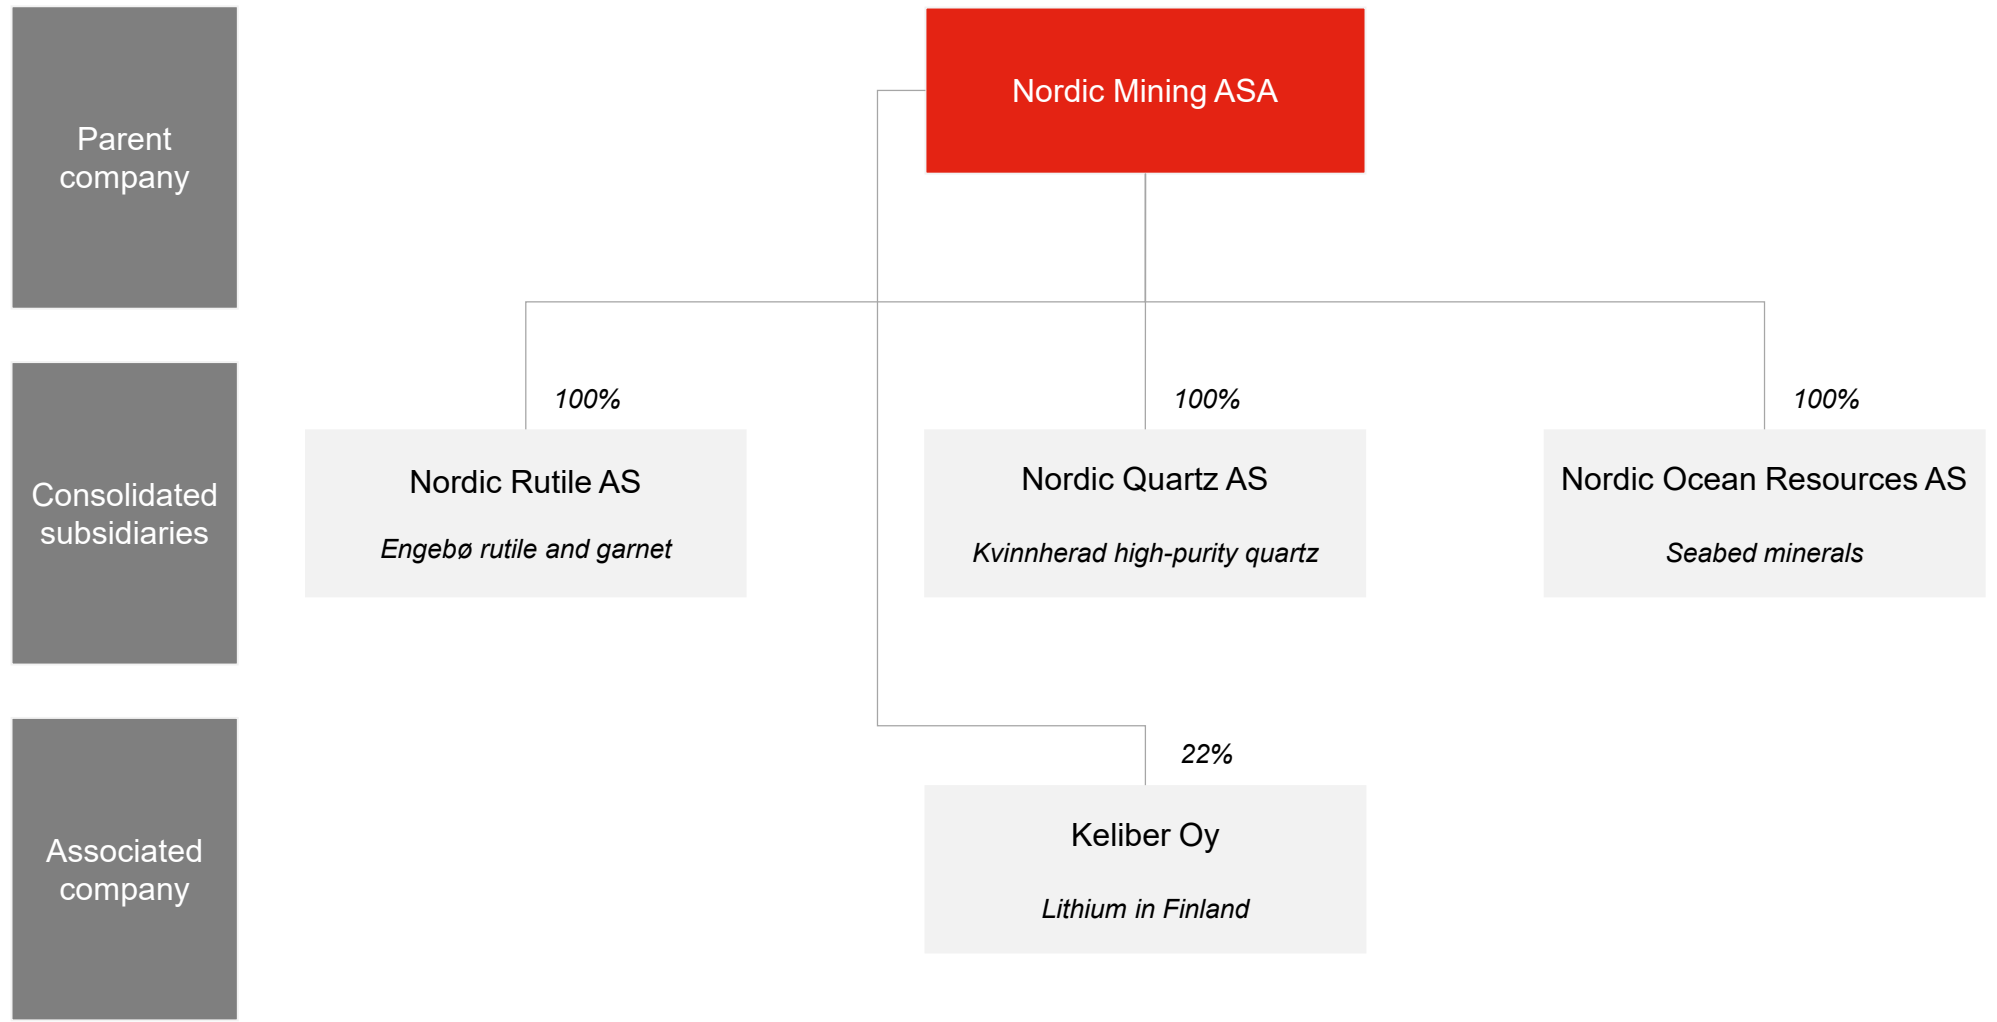 Parent
company
Nordic Mining ASA
Consolidated
subsidiaries
100%
Nordic Rutile AS
Engebø rutile and garnet
100%
Nordic Quartz AS
Kvinnherad high-purity quartz
100%
Nordic Ocean Resources AS
Seabed minerals
Associated
company
22%
Keliber Oy
Lithium in Finland